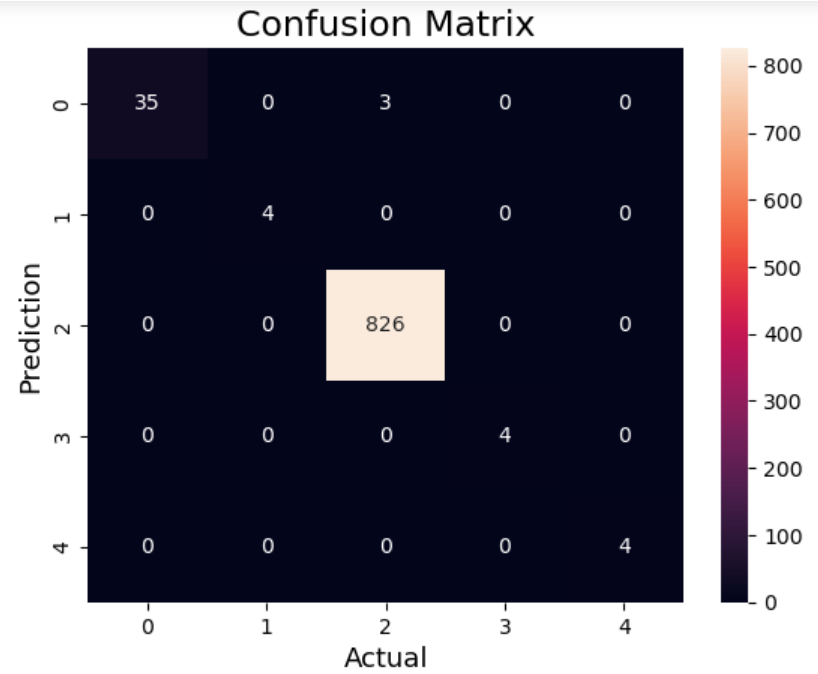 Confusion Matrix
Prediction
0 35 0 3 0 0
1 0 4 0 0 0
2 0 0 826 0 0
3 0 0 0 4 0
4 0 0 0 0 4
0 1 2 3 4
Actual
800
700
600
500
400
300
200
100
0